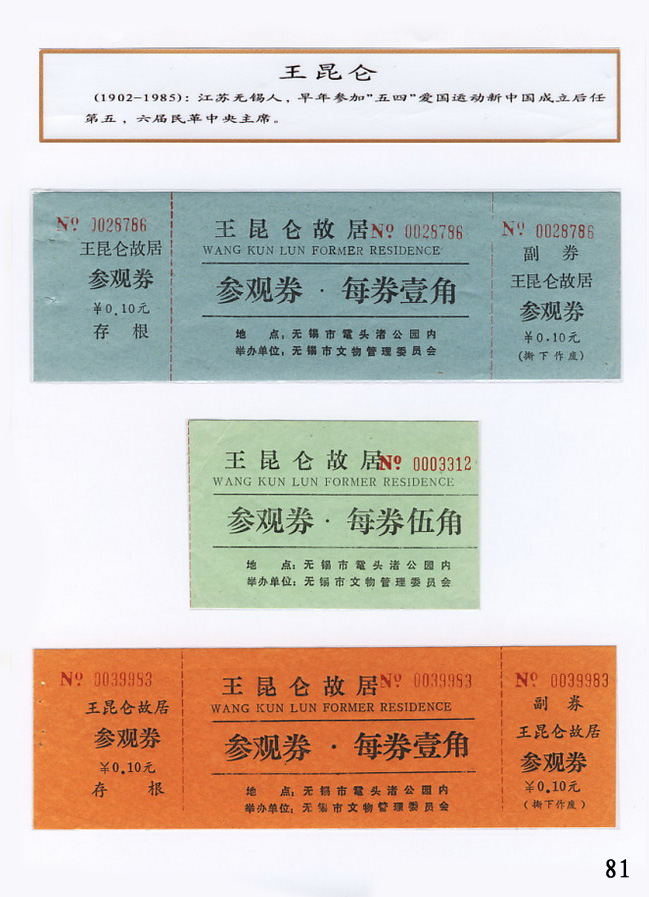 王昆仑
(1902-1985)：江苏无锡人，早年参加"五四"爱国运动新中国成立后任
第五，六届民革中央主席。
Nº 0028786
王昆仑故居
参观券
￥0.10元
存 根
王昆仑故居 Nº 0028786
WANG KUN LUN FORMER RESIDENCE
参观券·每券壹角
地 点：无锡市鼋头渚公园内
举办单位：无锡市文物管理委员会
Nº 0028786
副 券
王昆仑故居
参观券
￥0.10元
(撕下作废)
王昆仑故居 Nº 0003312
WANG KUN LUN FORMER RESIDENCE
参观券·每券伍角
地 点：无锡市鼋头渚公园内
举办单位：无锡市文物管理委员会
Nº 0039983
王昆仑故居
参观券
￥0.10元
存 根
王昆仑故居 Nº 0039983
WANG KUN LUN FORMER RESIDENCE
参观券·每券壹角
地 点：无锡市鼋头渚公园内
举办单位：无锡市文物管理委员会
Nº 0039983
副 券
王昆仑故居
参观券
￥0.10元
(撕下作废)
81